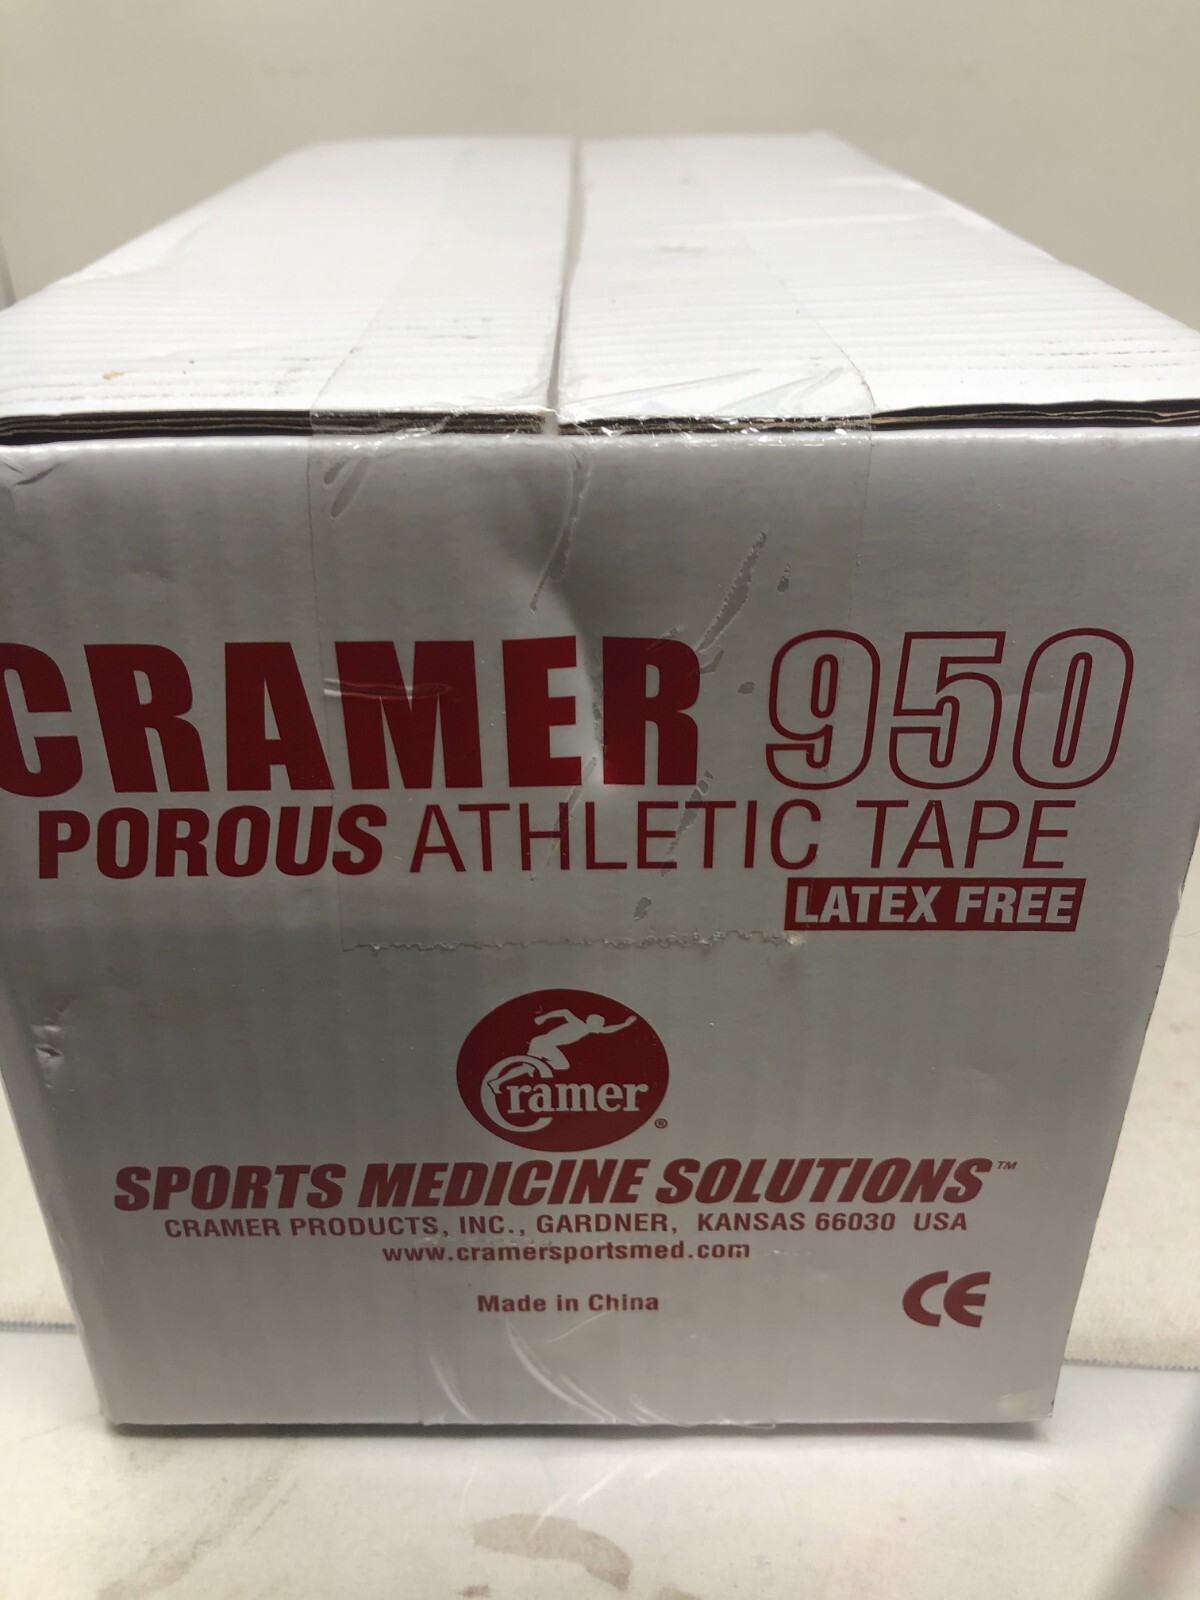 CRAMER 950
POROUS ATHLETIC TAPE
LATEX FREE
Cramer®
SPORTS MEDICINE SOLUTIONS™
CRAMER PRODUCTS, INC., GARDNER, KANSAS 66030 USA
www.cramersportsmed.com
Made in China
CE